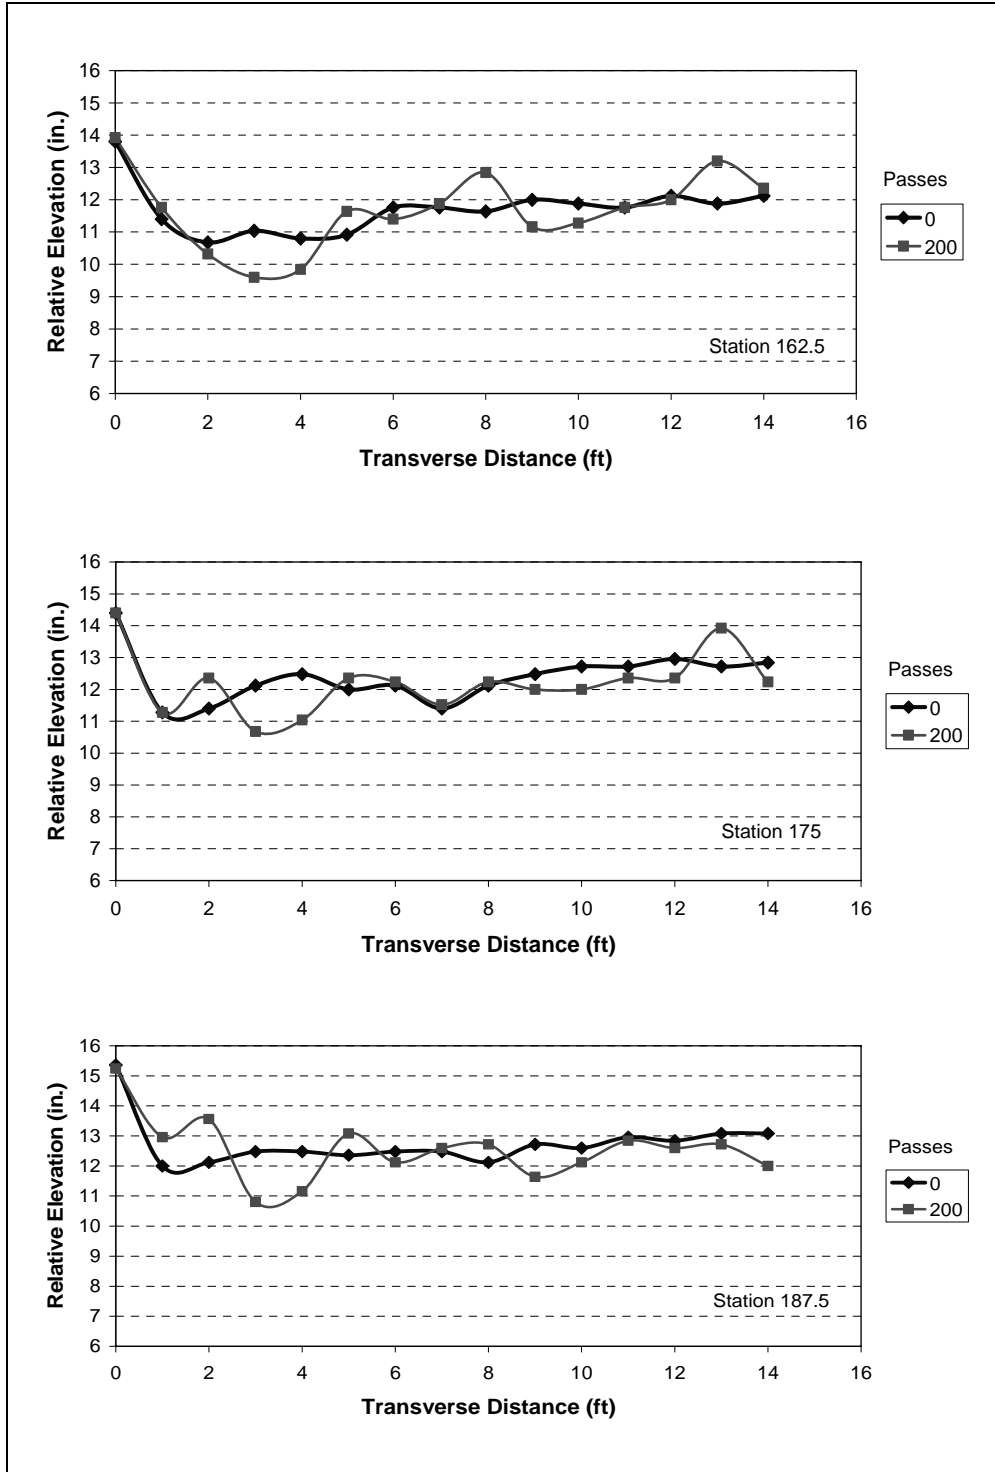 16
15
14
13
12
11
10
9
8
7
6
Relative Elevation (in.)
Station 162.5
0 2 4 6 8 10 12 14 16
Transverse Distance (ft)
Passes
0
200
16
15
14
13
12
11
10
9
8
7
6
Relative Elevation (in.)
Station 175
0 2 4 6 8 10 12 14 16
Transverse Distance (ft)
Passes
0
200
16
15
14
13
12
11
10
9
8
7
6
Relative Elevation (in.)
Station 187.5
0 2 4 6 8 10 12 14 16
Transverse Distance (ft)
Passes
0
200